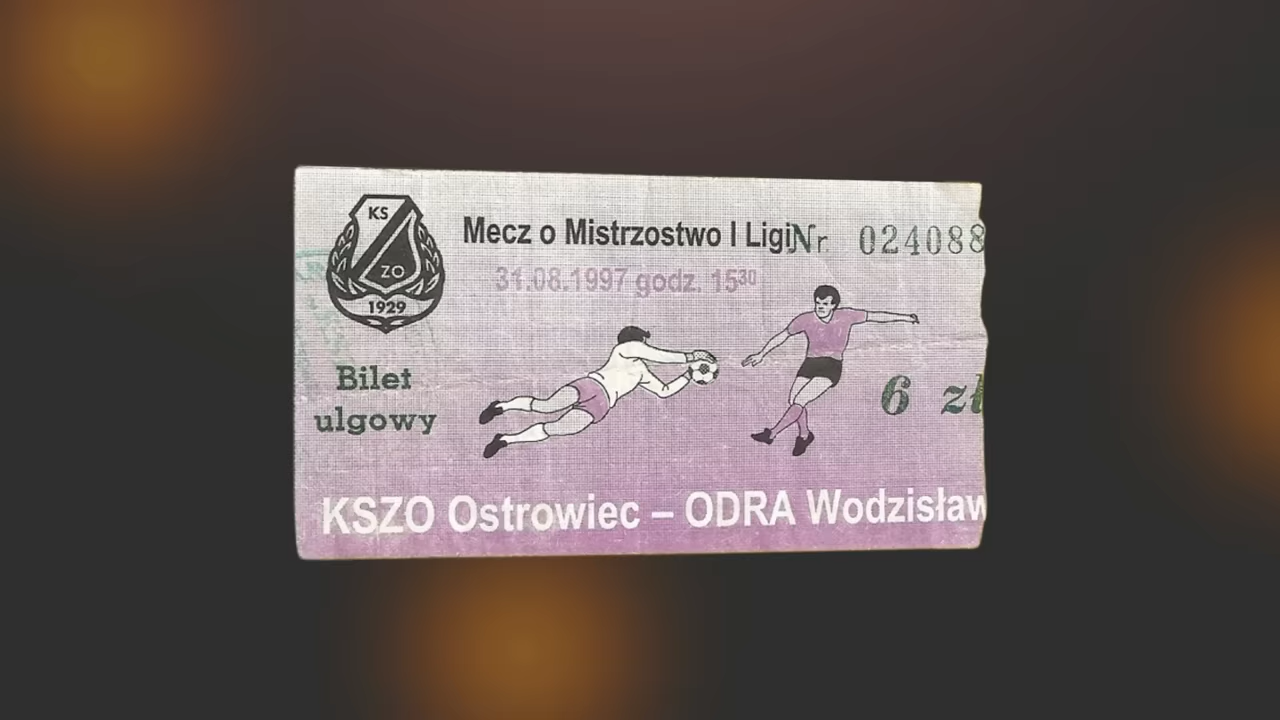 KS
ZO
1929
Mecz o Mistrzostwo I Ligi Nr 024088
31.08.1997 godz. 15³⁰
Bilet
ulgowy
6 zł
KSZO Ostrowiec – ODRA Wodzisław